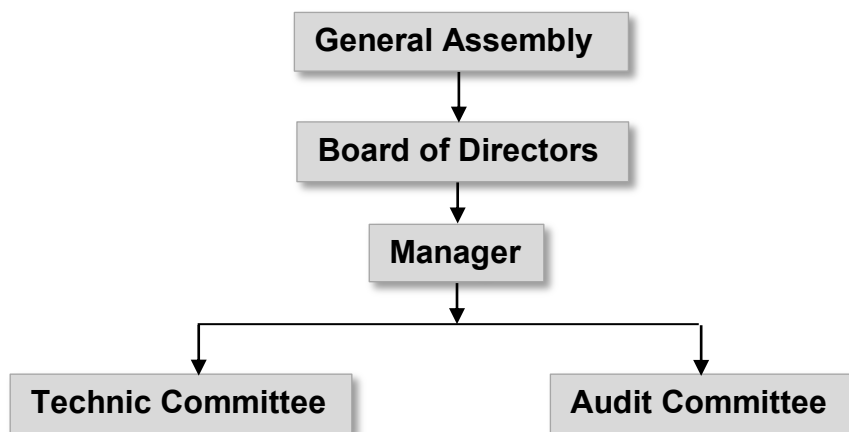 General Assembly
Board of Directors
Manager
Technic Committee
Audit Committee